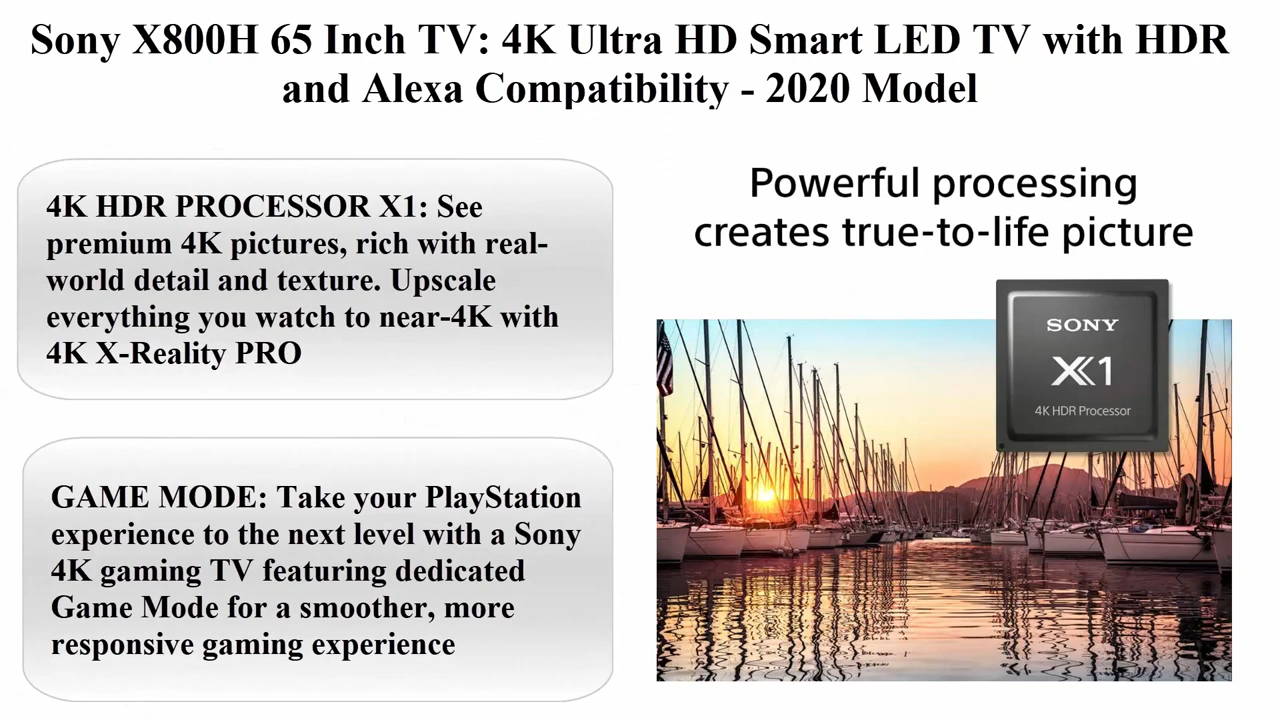 Sony X800H 65 Inch TV: 4K Ultra HD Smart LED TV with HDR
and Alexa Compatibility - 2020 Model
4K HDR PROCESSOR X1: See
premium 4K pictures, rich with real-
world detail and texture. Upscale
everything you watch to near-4K with
4K X-Reality PRO
GAME MODE: Take your PlayStation
experience to the next level with a Sony
4K gaming TV featuring dedicated
Game Mode for a smoother, more
responsive gaming experience
Powerful processing
creates true-to-life picture
SONY
X1
4K HDR Processor